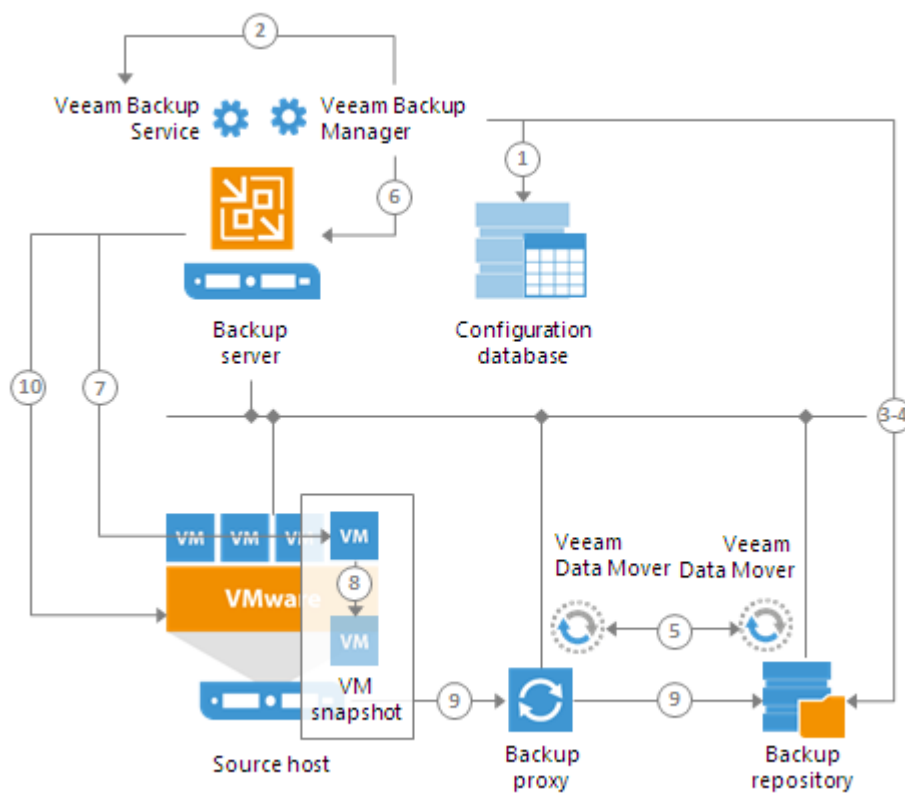 2
Veeam Backup
Service
Veeam Backup
Manager
1
6
Backup
server
Configuration
database
10
7
3-4
VM
VM
VM
VM
VMware
8
VM
VM
snapshot
Veeam
Data Mover
Veeam
Data Mover
5
9
9
Source host
Backup
proxy
Backup
repository